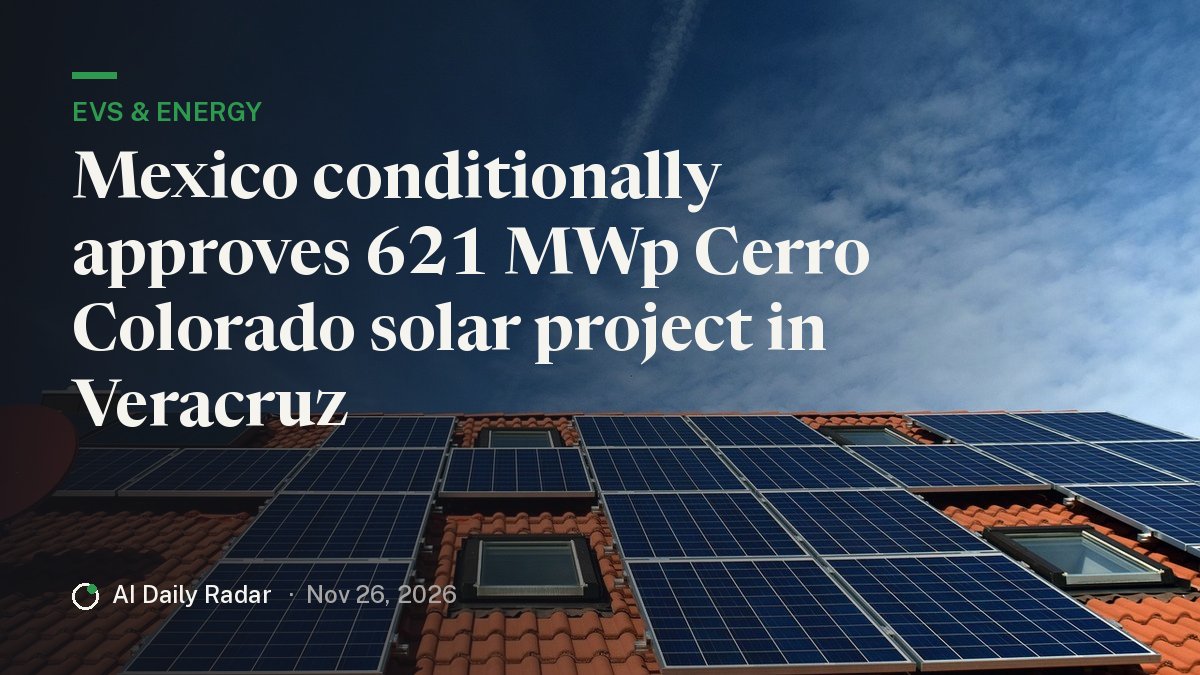 EVS & ENERGY
Mexico conditionally
approves 621 MWp Cerro
Colorado solar project in
Veracruz
AI Daily Radar · Nov 26, 2026